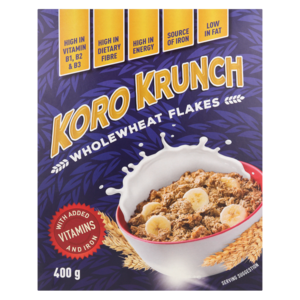 HIGH IN
VITAMIN
B1, B2
& B3
HIGH IN
DIETARY
FIBRE
HIGH IN
ENERGY
SOURCE
OF IRON
LOW
IN FAT
KORO KRUNCH
WHOLEWHEAT FLAKES
WITH ADDED
VITAMINS
AND IRON
400 g
SERVING SUGGESTION